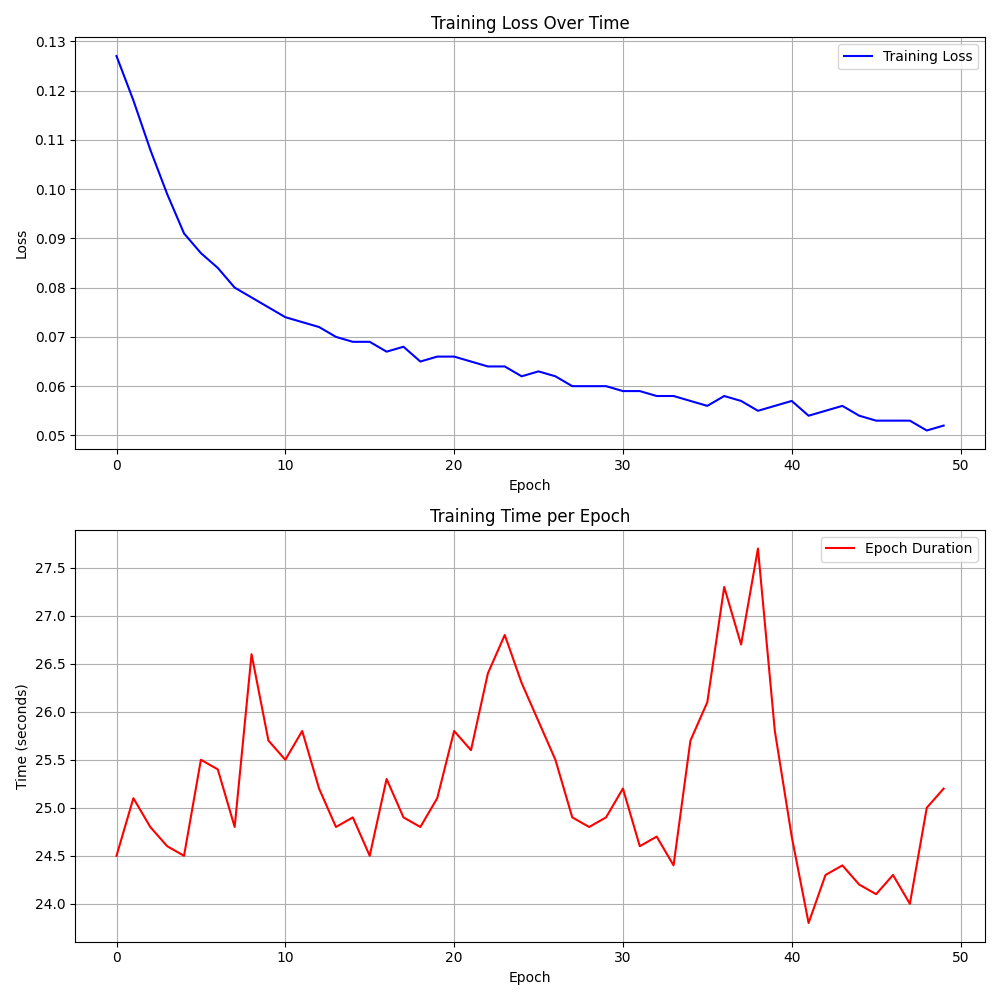 Training Loss Over Time
Training Loss
0.13
0.12
0.11
0.10
0.09
0.08
0.07
0.06
0.05
Loss
0 10 20 30 40 50
Epoch
Training Time per Epoch
Epoch Duration
27.5
27.0
26.5
26.0
25.5
25.0
24.5
24.0
Time (seconds)
0 10 20 30 40 50
Epoch